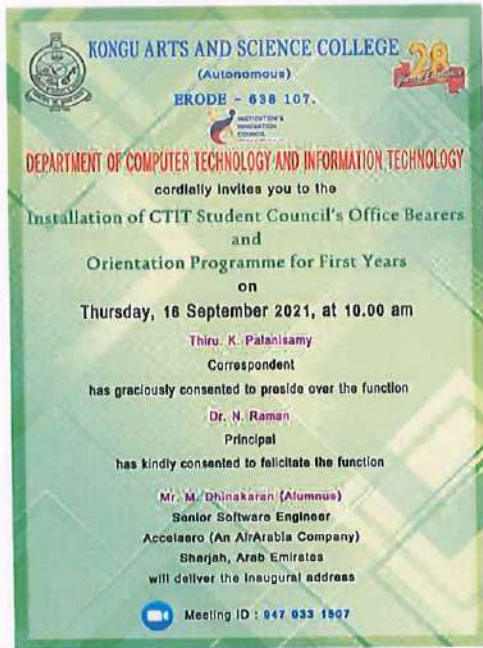 KONGU ARTS AND SCIENCE COLLEGE
(Autonomous)
28
ERODE - 638 107.
INSTITUTION'S
INNOVATION
COUNCIL
DEPARTMENT OF COMPUTER TECHNOLOGY AND INFORMATION TECHNOLOGY
cordially invites you to the
Installation of CTIT Student Council's Office Bearers
and
Orientation Programme for First Years
on
Thursday, 16 September 2021, at 10.00 am
Thiru. K. Palanisamy
Correspondent
has graciously consented to preside over the function
Dr. N. Raman
Principal
has kindly consented to felicitate the function
Mr. M. Dhinakaran (Alumnus)
Senior Software Engineer
Accelaero (An AirArabia Company)
Sharjah, Arab Emirates
will deliver the inaugural address
Meeting ID : 947 033 1507